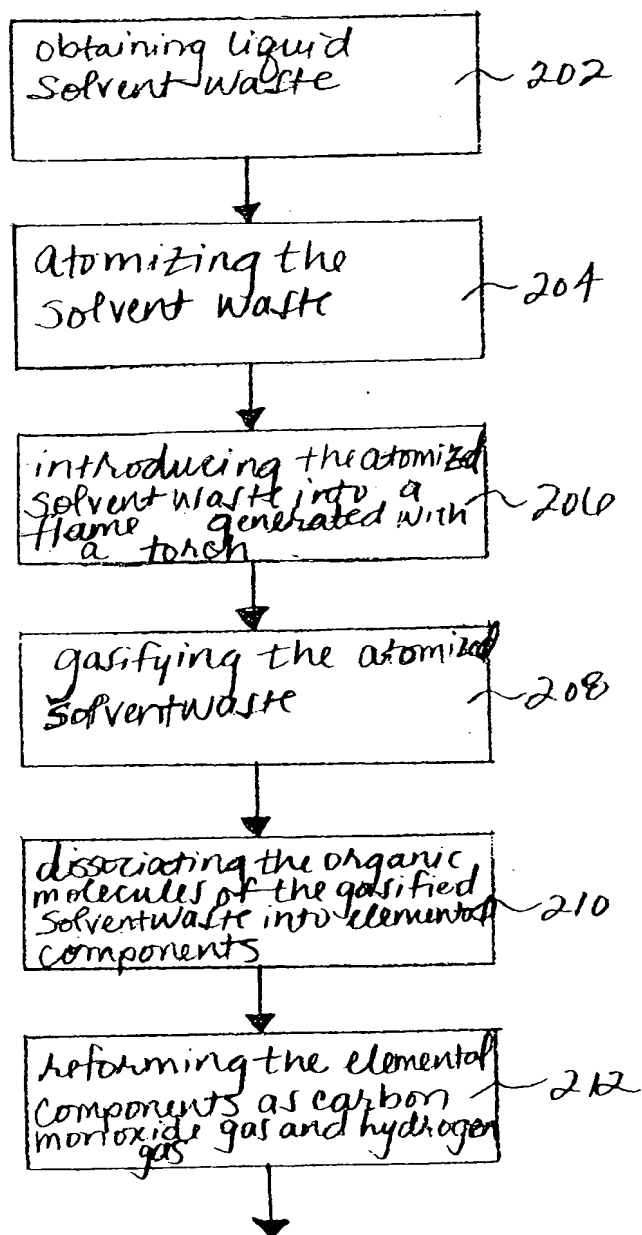 obtaining liquid
solvent waste
202
atomizing the
solvent waste
204
introducing the atomized
solvent waste into a
flame generated with
a torch
206
gasifying the atomized
solvent waste
208
dissociating the organic
molecules of the gasified
solvent waste into elemental
components
210
reforming the elemental
components as carbon
monoxide gas and hydrogen
gas
212